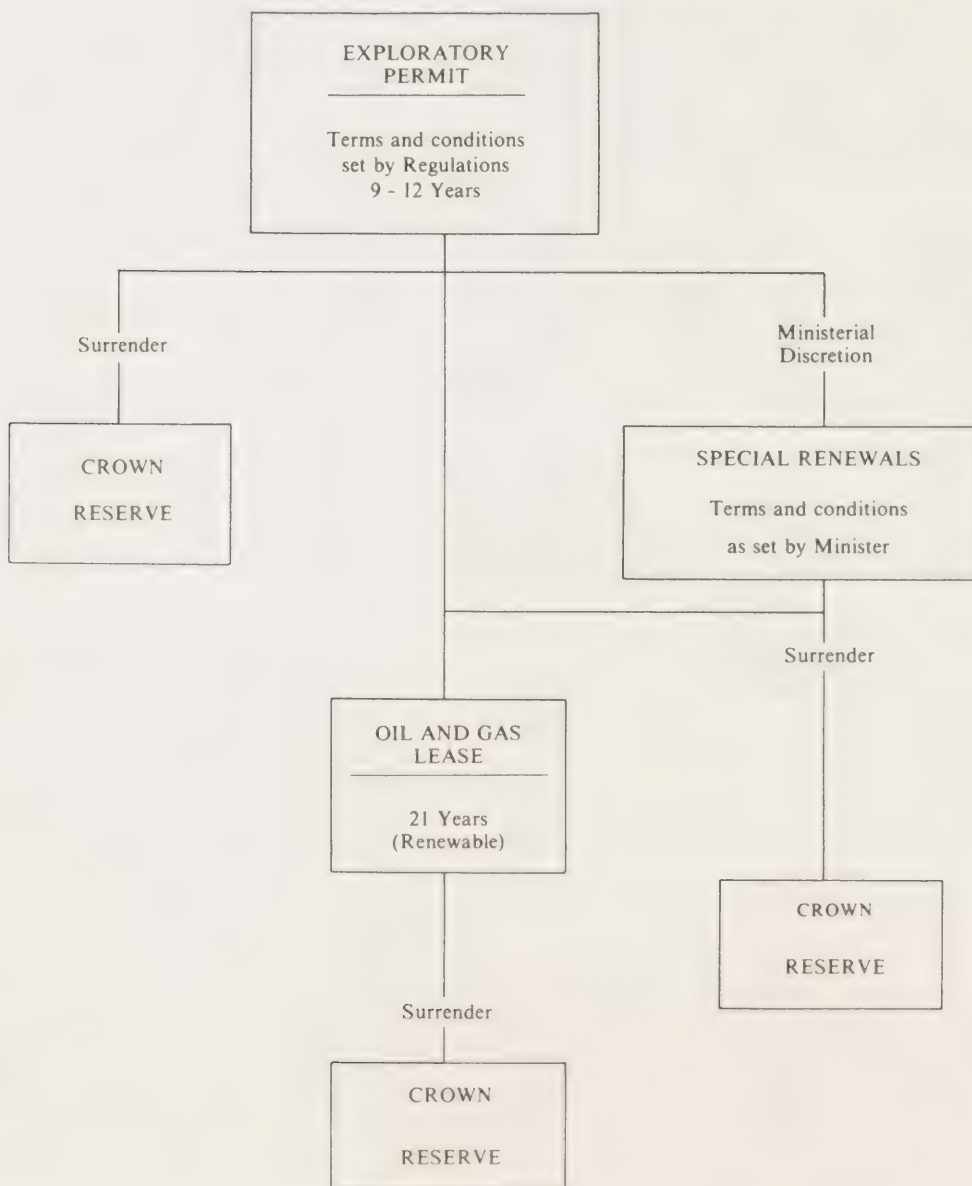 EXPLORATORY
PERMIT
Terms and conditions
set by Regulations
9 - 12 Years
Surrender
Ministerial
Discretion
CROWN
RESERVE
SPECIAL RENEWALS
Terms and conditions
as set by Minister
Surrender
OIL AND GAS
LEASE
21 Years
(Renewable)
CROWN
RESERVE
Surrender
CROWN
RESERVE